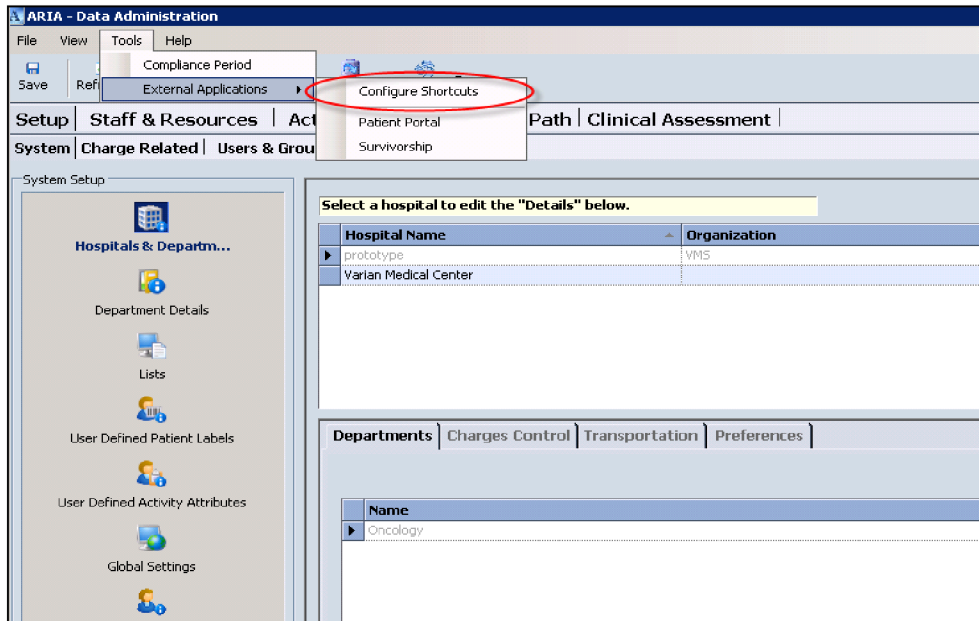 ARIA - Data Administration
File View Tools Help
Compliance Period
Save Refr
External Applications
Configure Shortcuts
Setup Staff & Resources Act Path Clinical Assessment
Patient Portal
System Charge Related Users & Grou
Survivorship
System Setup
Select a hospital to edit the "Details" below.
Hospital Name Organization
Hospitals & Departm...
prototype VMS
Varian Medical Center
Department Details
Lists
User Defined Patient Labels
Departments Charges Control Transportation Preferences
User Defined Activity Attributes
Name
Oncology
Global Settings